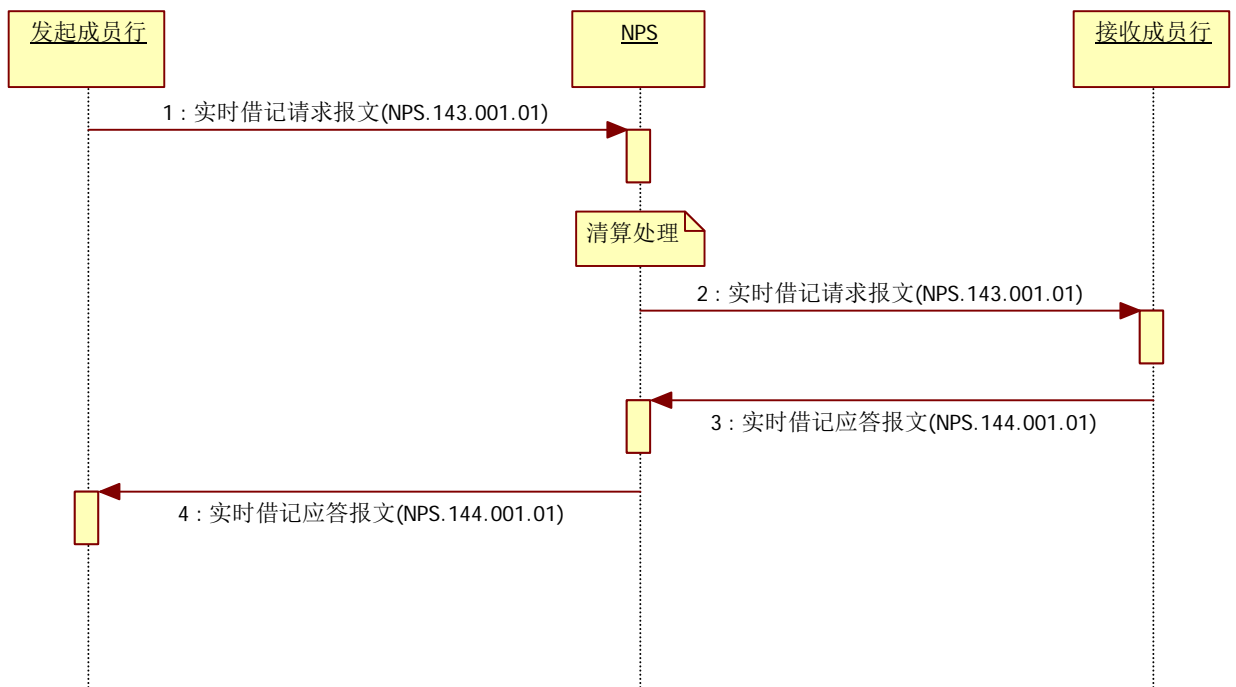 发起成员行
NPS
接收成员行
1 : 实时借记请求报文(NPS.143.001.01)
清算处理
2 : 实时借记请求报文(NPS.143.001.01)
3 : 实时借记应答报文(NPS.144.001.01)
4 : 实时借记应答报文(NPS.144.001.01)